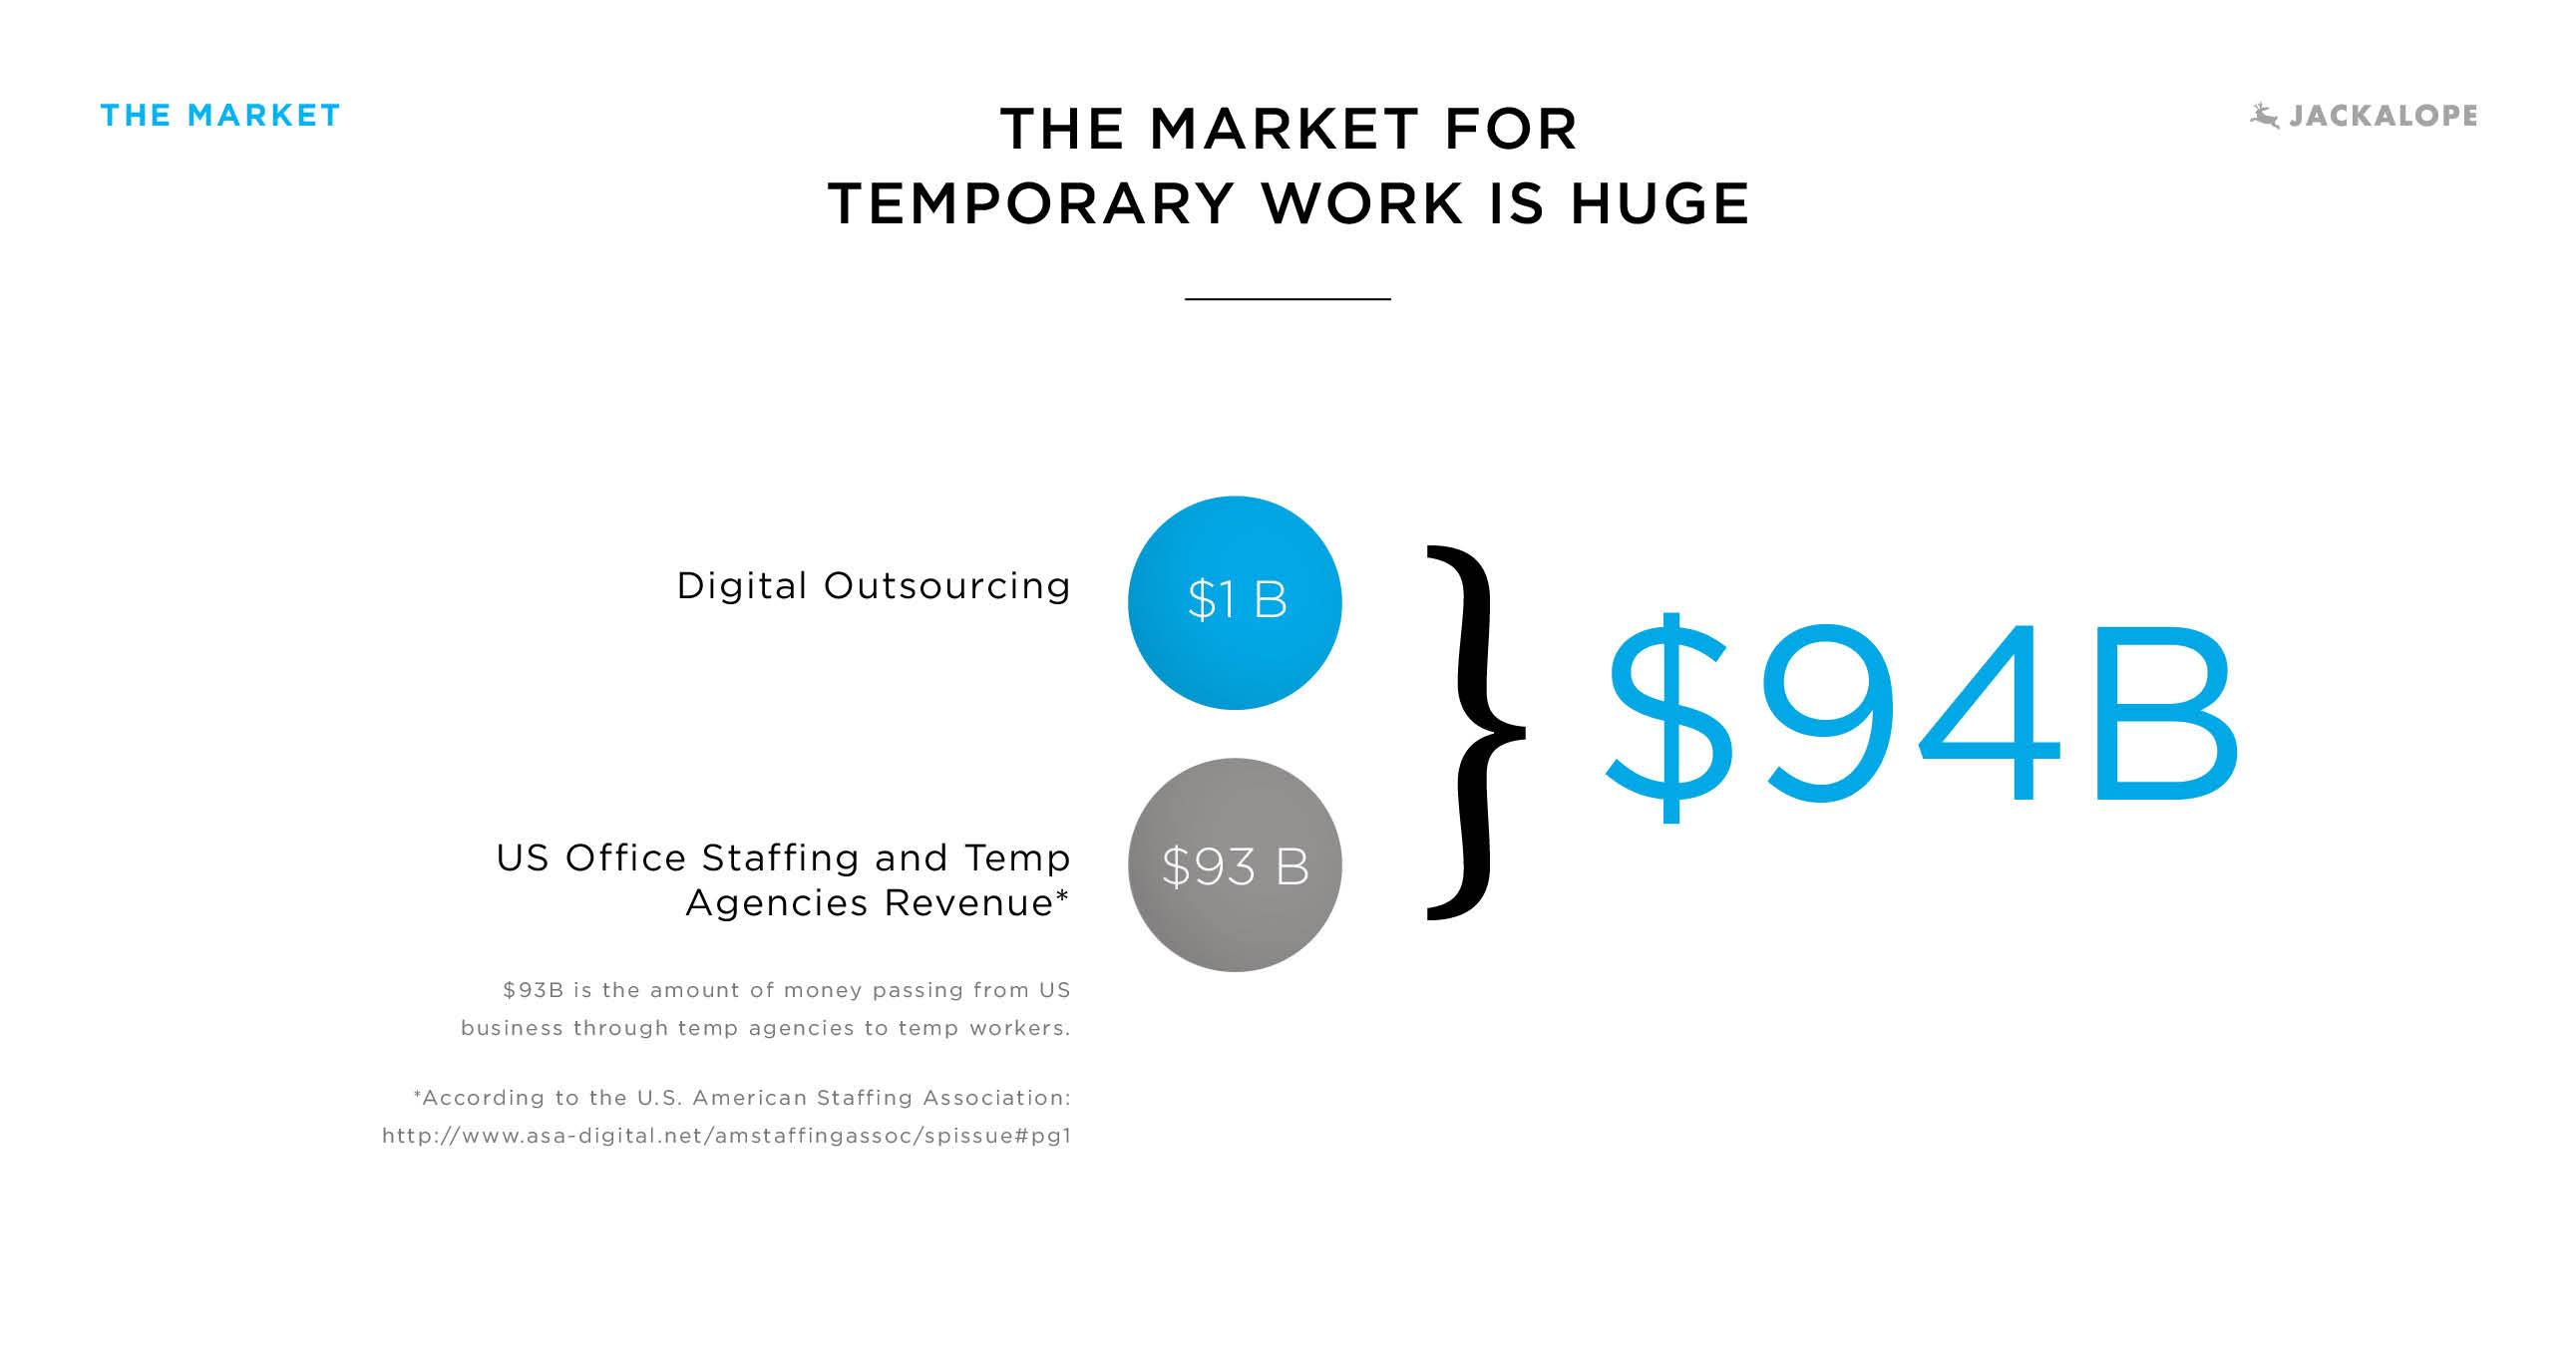 THE MARKET
THE MARKET FOR
TEMPORARY WORK IS HUGE
JACKALOPE
Digital Outsourcing
$1 B
US Office Staffing and Temp
Agencies Revenue*
$93 B
}
$94B
$93B is the amount of money passing from US
business through temp agencies to temp workers.
*According to the U.S. American Staffing Association:
http://www.asa-digital.net/amstaffingassoc/spissue#pg1